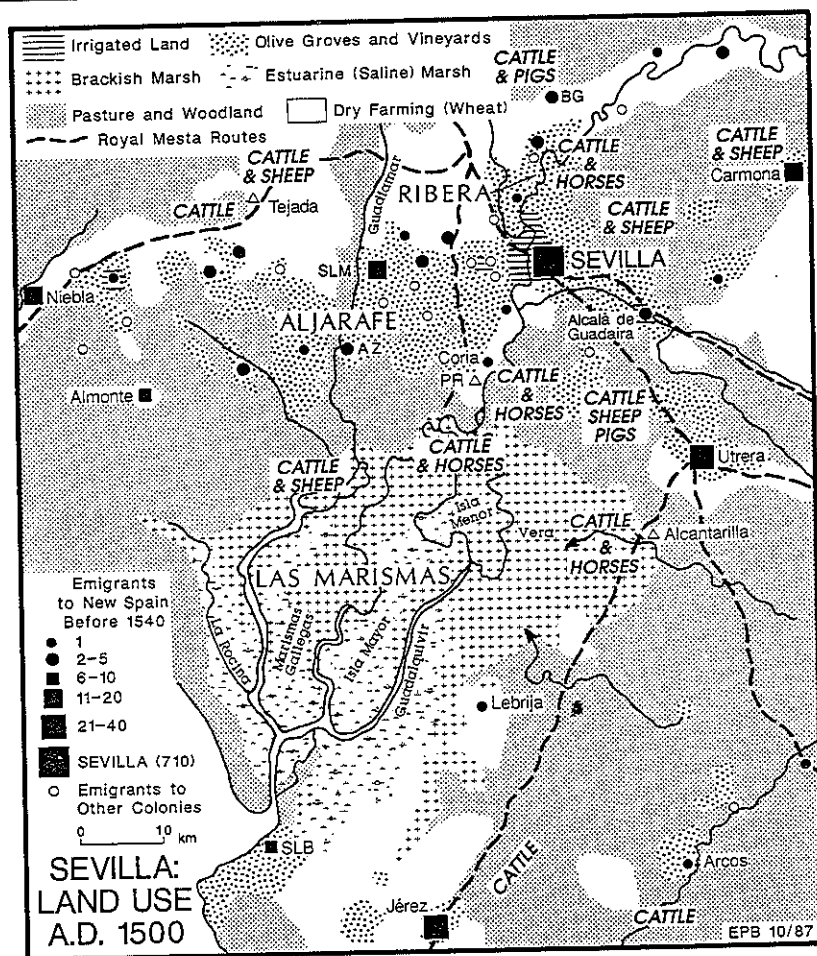 Irrigated Land
Olive Groves and Vineyards
Brackish Marsh
Estuarine (Saline) Marsh
Pasture and Woodland
Dry Farming (Wheat)
Royal Mesta Routes
CATTLE
& PIGS
BG
CATTLE
& SHEEP
CATTLE
Tejada
Guadiamar
RIBERA
CATTLE
&
HORSES
CATTLE
& SHEEP
Carmona
CATTLE
& SHEEP
SEVILLA
SLM
Niebla
ALJARAFE
AZ
Alcalá de
Guadaira
Coria
PR
Almonte
CATTLE
&
HORSES
CATTLE
SHEEP
PIGS
Utrera
CATTLE
& SHEEP
CATTLE
& HORSES
Isla
Menor
Vera
CATTLE
&
HORSES
Alcantarilla
LAS MARISMAS
La Rocina
Marismas
Gallegas
Isla Mayor
Guadalquivir
Lebrija
Emigrants
to New Spain
Before 1540
1
2-5
6-10
11-20
21-40
SEVILLA (710)
Emigrants to
Other Colonies
0 10 km
SLB
SEVILLA:
LAND USE
A.D. 1500
Jérez
CATTLE
Arcos
CATTLE
EPB 10/87